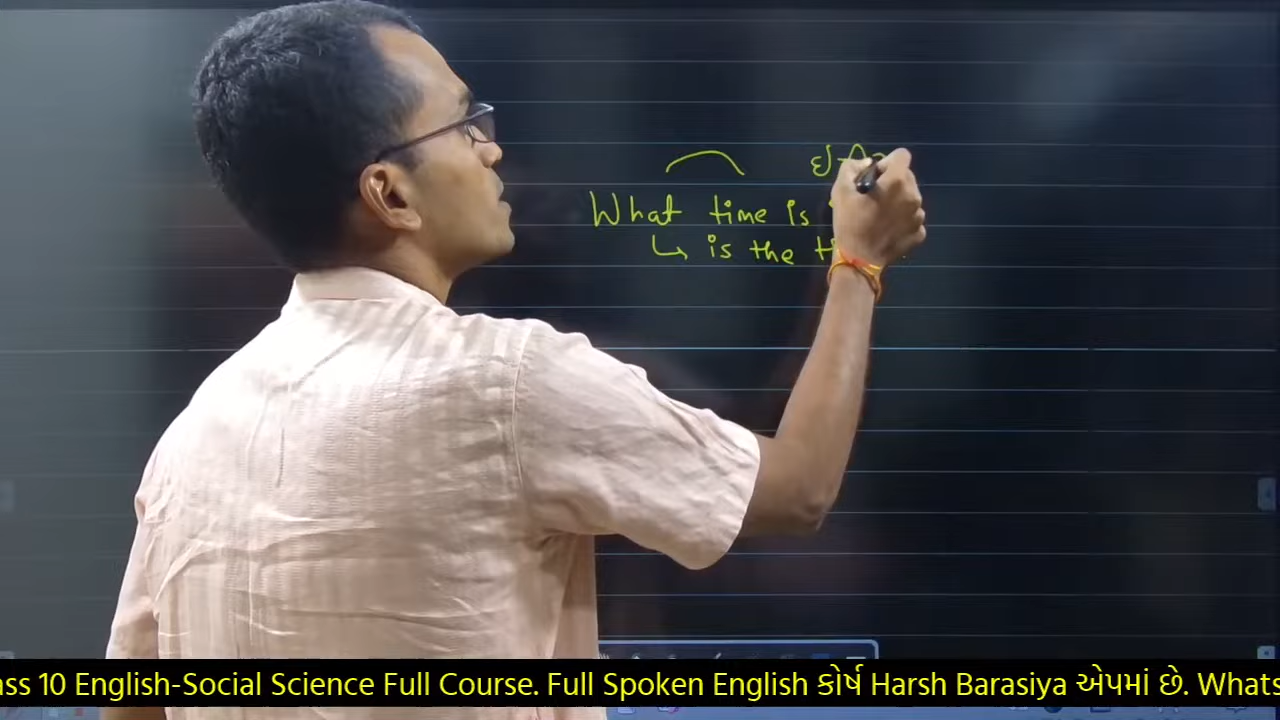 What time is
↳ is the
ass 10 English-Social Science Full Course. Full Spoken English કોર્ષ Harsh Barasiya એપમાં છે. Whats